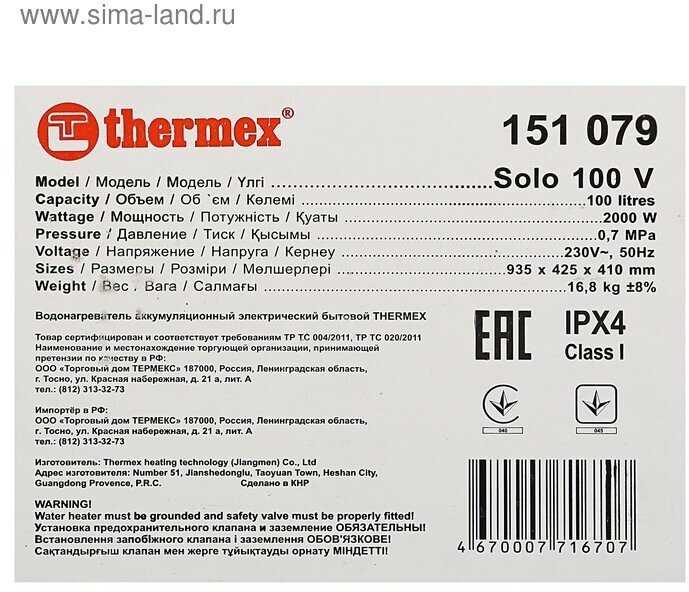 www.sima-land.ru
thermex®
151 079
Model / Модель / Модель / Үлгі ........ Solo 100 V
Capacity / Объем / Об `єм / Көлемі ........ 100 litres
Wattage / Мощность / Потужність / Қуаты ........ 2000 W
Pressure / Давление / Тиск / Қысымы ........ 0,7 MPa
Voltage / Напряжение / Напруга / Кернеу ........ 230V~, 50Hz
Sizes / Размеры / Розміри / Мөлшерлері ........ 935 x 425 x 410 mm
Weight / Вес / Вага / Салмағы ........ 16,8 kg ±8%
Водонагреватель аккумуляционный электрический бытовой THERMEX
Товар сертифицирован и соответствует требованиям ТР ТС 004/2011, ТР ТС 020/2011
Наименование и местонахождение торгующей организации, принимающей
претензии по качеству в РФ:
ООО «Торговый дом ТЕРМЕКС» 187000, Россия, Ленинградская область,
г. Тосно, ул. Красная набережная, д. 21 а, лит. А
тел.: (812) 313-32-73
Импортёр в РФ:
ООО «Торговый дом ТЕРМЕКС» 187000, Россия, Ленинградская область,
г. Тосно, ул. Красная набережная, д. 21 а, лит. А
тел.: (812) 313-32-73
Изготовитель: Thermex heating technology (Jiangmen) Co., Ltd
Адрес изготовителя: Number 51, Jianshedonglu, Taoyuan Town, Heshan City,
Guangdong Provence, P.R.C. Сделано в КНР
WARNING!
Water heater must be grounded and safety valve must be properly fitted!
Установка предохранительного клапана и заземление ОБЯЗАТЕЛЬНЫ!
Встановлення запобіжного клапана і заземлення ОБОВ'ЯЗКОВІ!
Сақтандырғыш клапан мен жерге тұйықтауды орнату МІНДЕТТІ!
EAC
IPX4
Class I
040
045
4 670007 716707